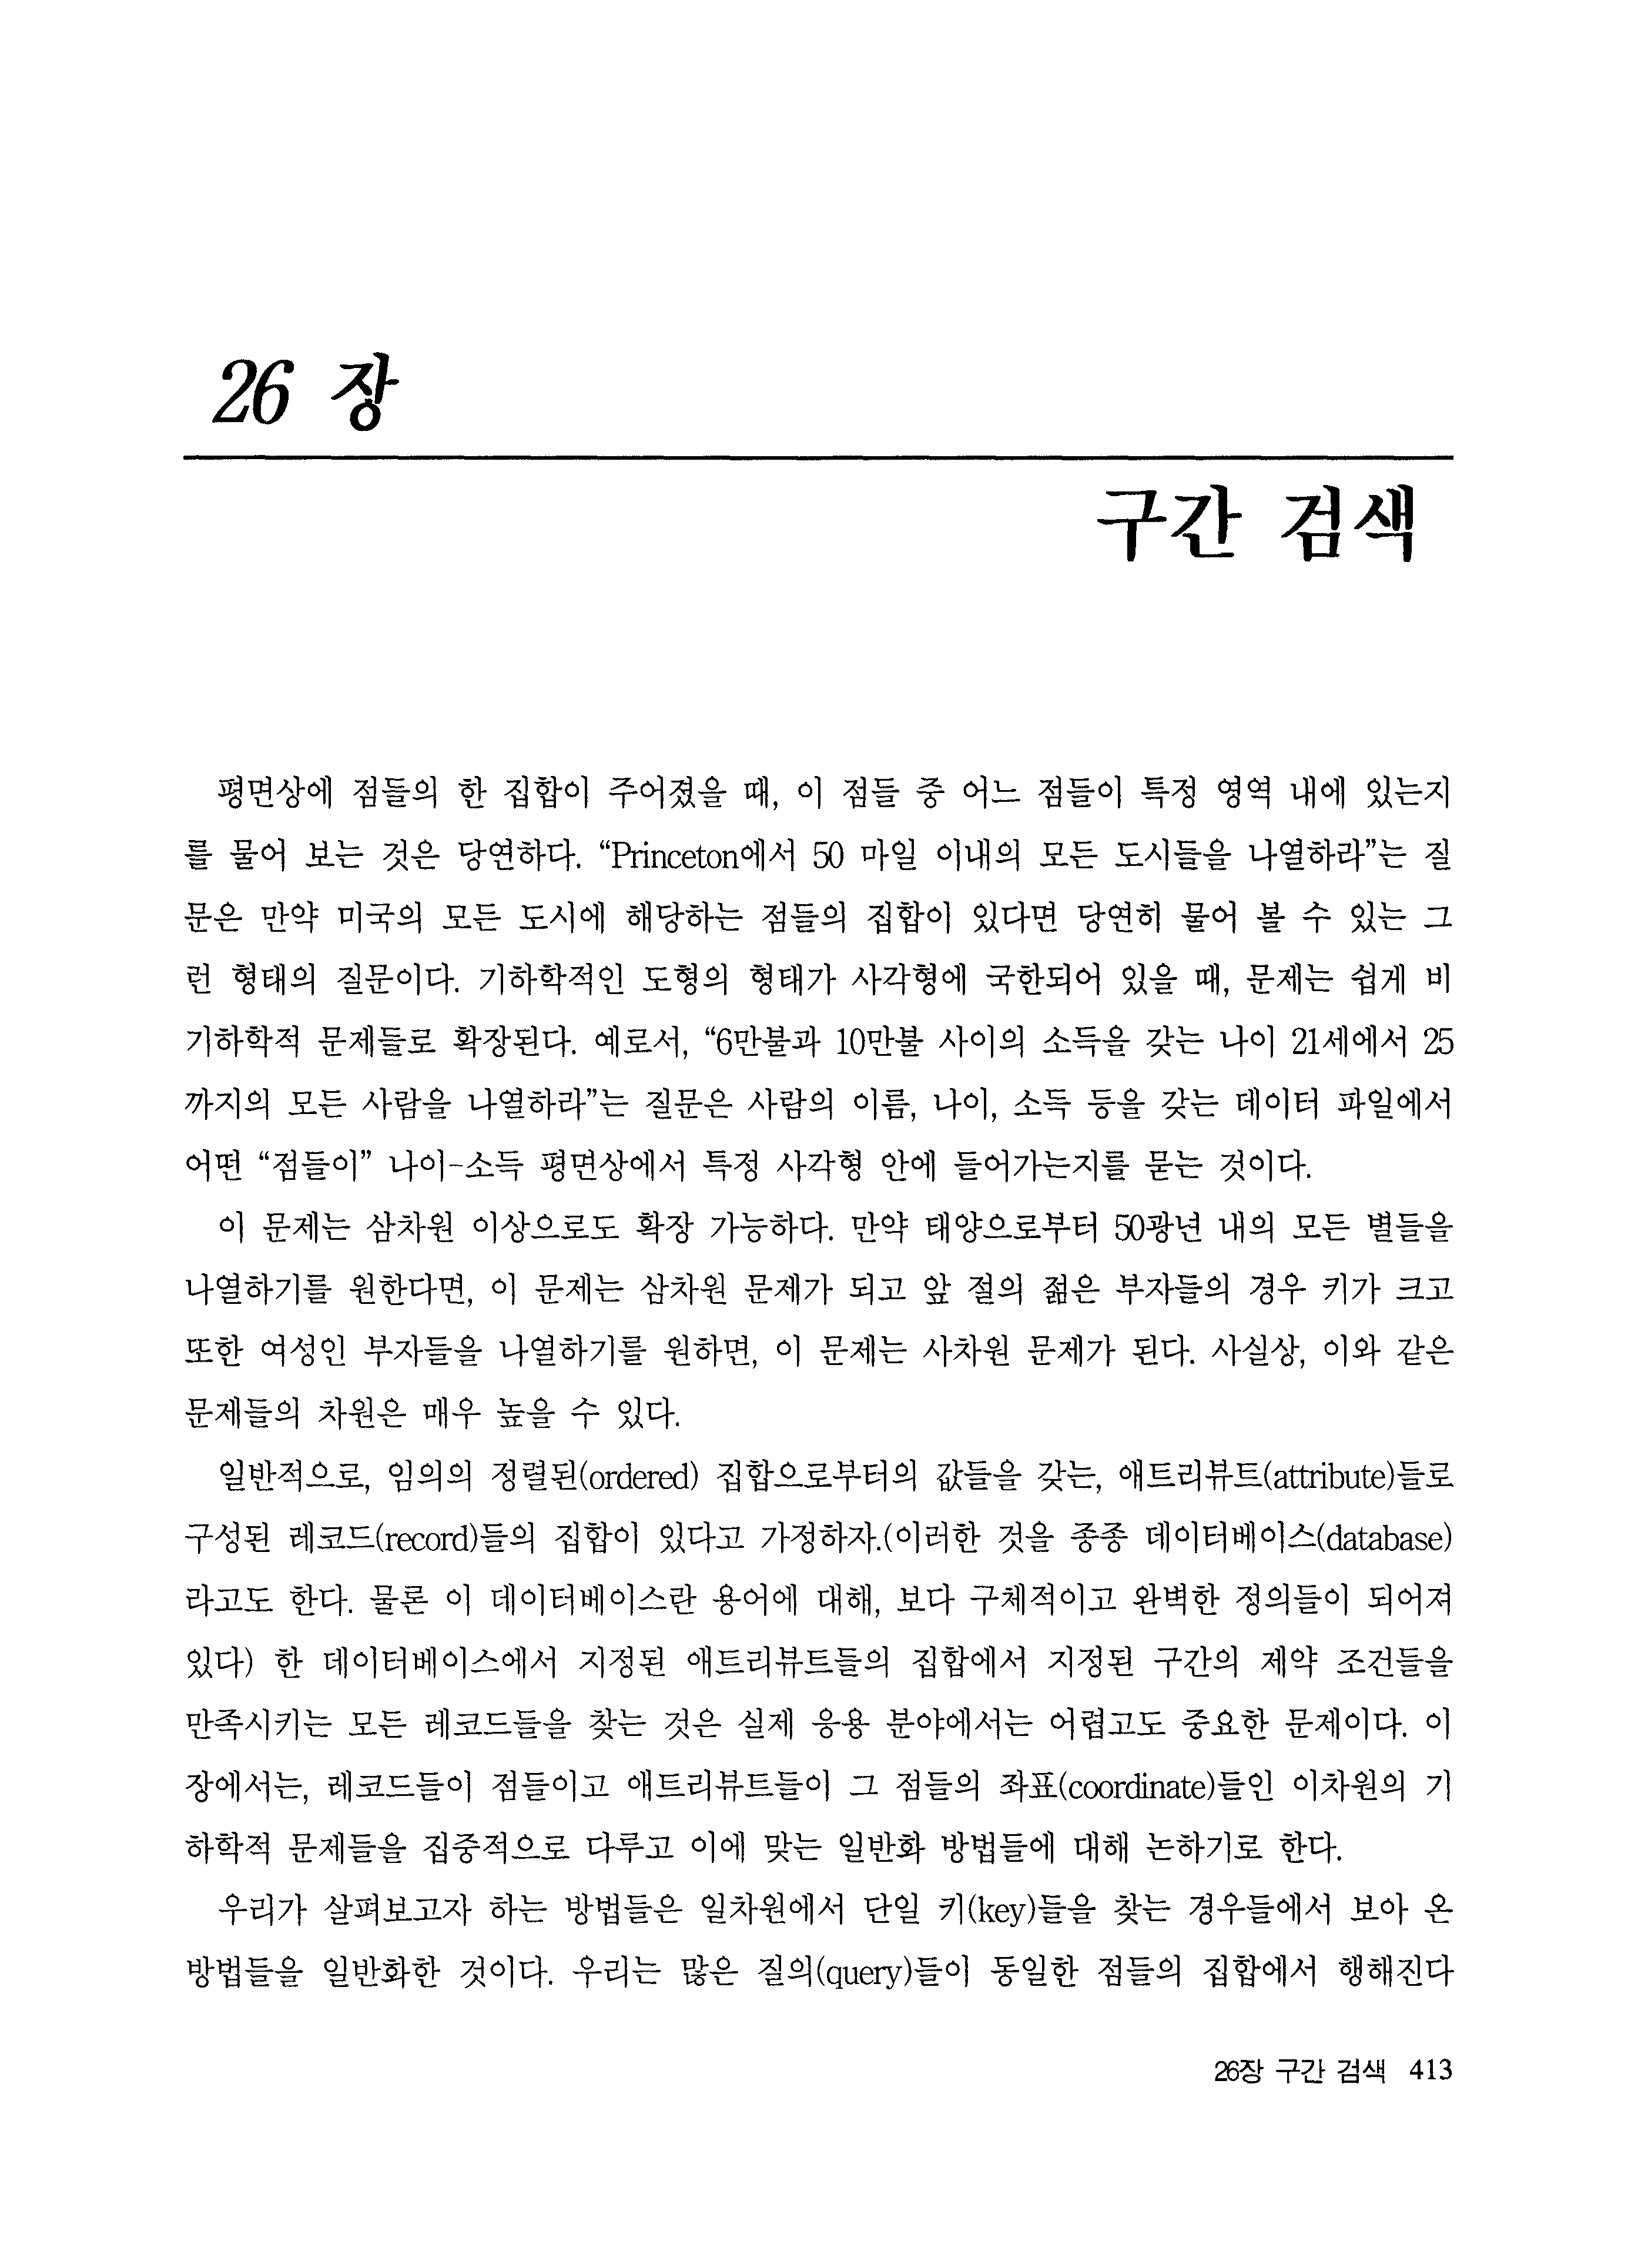 26 장
구간 검색
평면상에 점들의 한 집합이 주어졌을 때, 이 점들 중 어느 점들이 특정 영역 내에 있는지
를 물어 보는 것은 당연하다. “Princeton에서 50 마일 이내의 모든 도시들을 나열하라”는 질
문은 만약 미국의 모든 도시에 해당하는 점들의 집합이 있다면 당연히 물어 볼 수 있는 그
런 형태의 질문이다. 기하학적인 도형의 형태가 사각형에 국한되어 있을 때, 문제는 쉽게 비
기하학적 문제들로 확장된다. 예로서, “6만불과 10만불 사이의 소득을 갖는 나이 21세에서 25
까지의 모든 사람을 나열하라”는 질문은 사람의 이름, 나이, 소득 등을 갖는 데이터 파일에서
어떤 “점들이” 나이-소득 평면상에서 특정 사각형 안에 들어가는지를 묻는 것이다.
이 문제는 삼차원 이상으로도 확장 가능하다. 만약 태양으로부터 50광년 내의 모든 별들을
나열하기를 원한다면, 이 문제는 삼차원 문제가 되고 앞 절의 젊은 부자들의 경우 키가 크고
또한 여성인 부자들을 나열하기를 원하면, 이 문제는 사차원 문제가 된다. 사실상, 이와 같은
문제들의 차원은 매우 높을 수 있다.
일반적으로, 임의의 정렬된(ordered) 집합으로부터의 값들을 갖는, 애트리뷰트(attribute)들로
구성된 레코드(record)들의 집합이 있다고 가정하자.(이러한 것을 종종 데이터베이스(database)
라고도 한다. 물론 이 데이터베이스란 용어에 대해, 보다 구체적이고 완벽한 정의들이 되어져
있다) 한 데이터베이스에서 지정된 애트리뷰트들의 집합에서 지정된 구간의 제약 조건들을
만족시키는 모든 레코드들을 찾는 것은 실제 응용 분야에서는 어렵고도 중요한 문제이다. 이
장에서는, 레코드들이 점들이고 애트리뷰트들이 그 점들의 좌표(coordinate)들인 이차원의 기
하학적 문제들을 집중적으로 다루고 이에 맞는 일반화 방법들에 대해 논하기로 한다.
우리가 살펴보고자 하는 방법들은 일차원에서 단일 키(key)들을 찾는 경우들에서 보아 온
방법들을 일반화한 것이다. 우리는 많은 질의(query)들이 동일한 점들의 집합에서 행해진다
26장 구간 검색 413